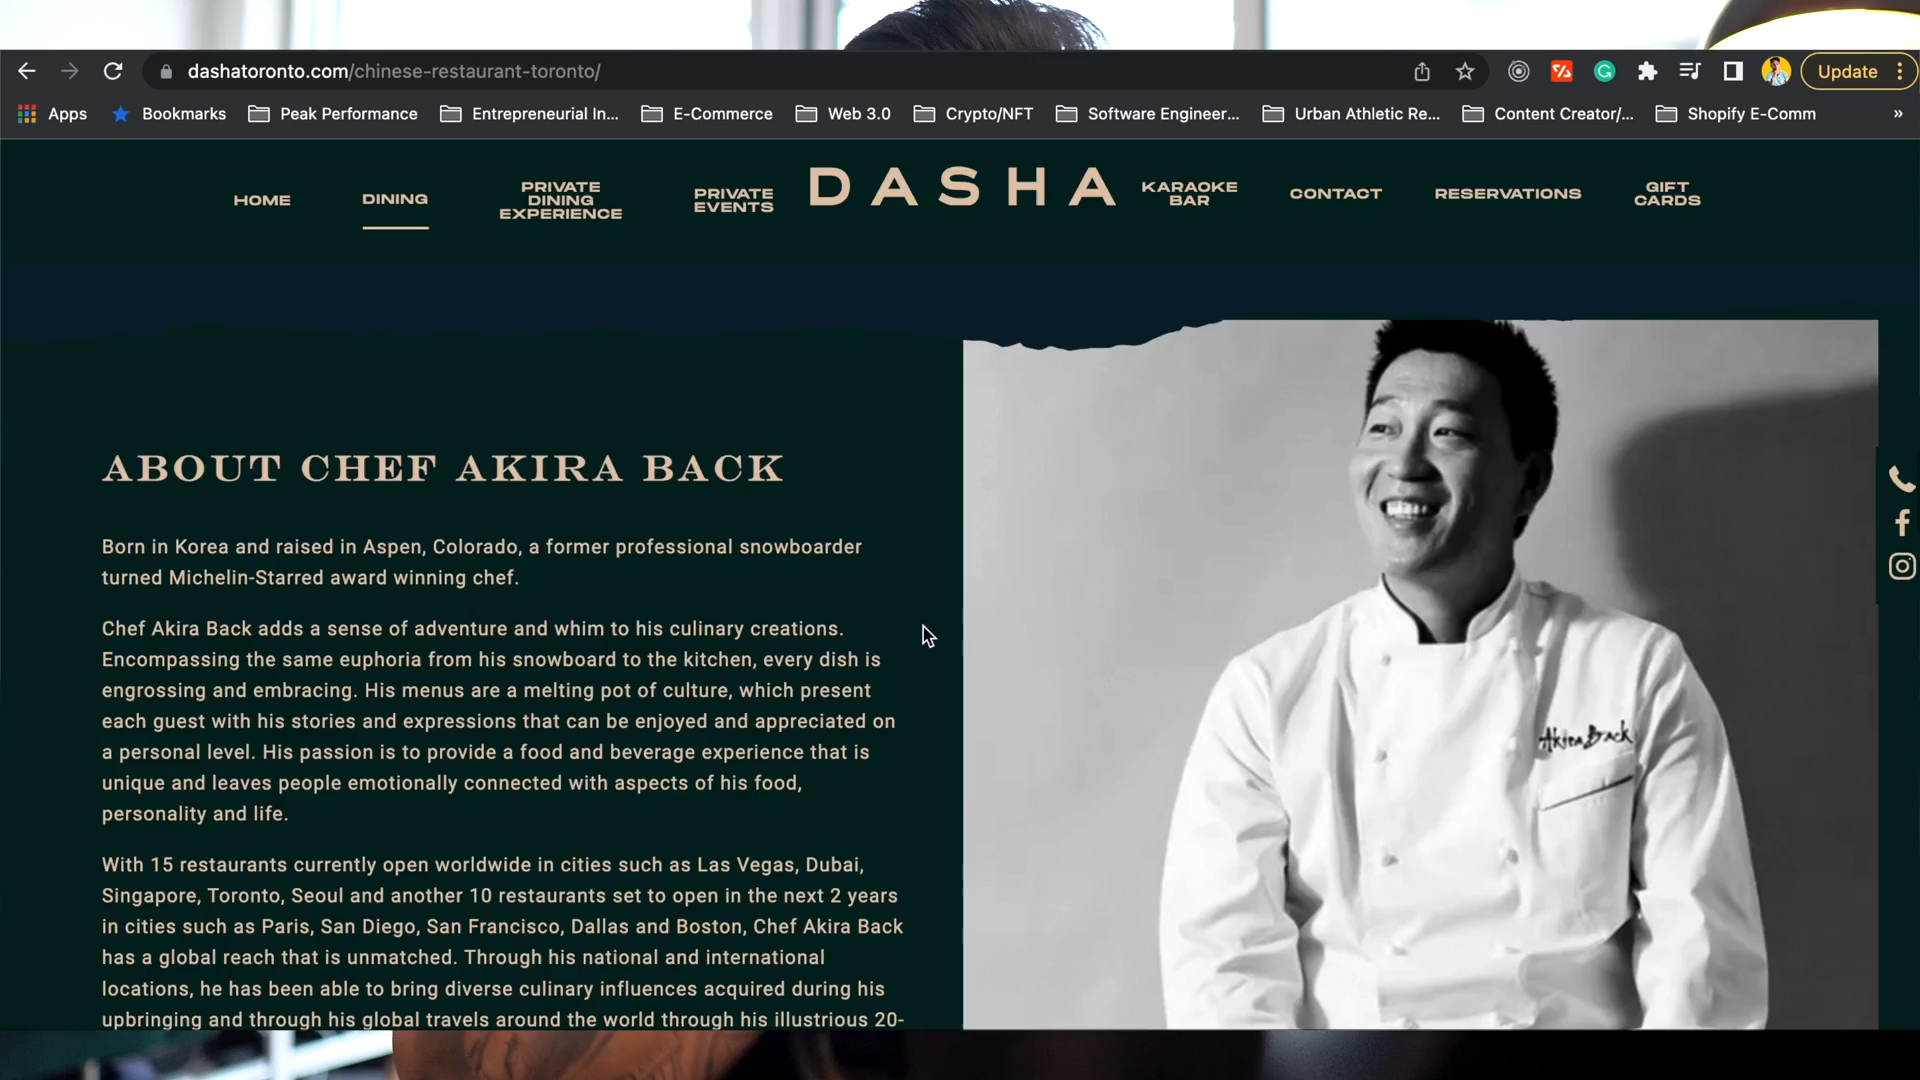 dashatoronto.com/chinese-restaurant-toronto/
Update
Apps
Bookmarks
Peak Performance
Entrepreneurial In...
E-Commerce
Web 3.0
Crypto/NFT
Software Engineer...
Urban Athletic Re...
Content Creator/...
Shopify E-Comm
»
HOME
DINING
PRIVATE
DINING
EXPERIENCE
PRIVATE
EVENTS
DASHA
KARAOKE
BAR
CONTACT
RESERVATIONS
GIFT
CARDS
ABOUT CHEF AKIRA BACK
Born in Korea and raised in Aspen, Colorado, a former professional snowboarder
turned Michelin-Starred award winning chef.
Chef Akira Back adds a sense of adventure and whim to his culinary creations.
Encompassing the same euphoria from his snowboard to the kitchen, every dish is
engrossing and embracing. His menus are a melting pot of culture, which present
each guest with his stories and expressions that can be enjoyed and appreciated on
a personal level. His passion is to provide a food and beverage experience that is
unique and leaves people emotionally connected with aspects of his food,
personality and life.
With 15 restaurants currently open worldwide in cities such as Las Vegas, Dubai,
Singapore, Toronto, Seoul and another 10 restaurants set to open in the next 2 years
in cities such as Paris, San Diego, San Francisco, Dallas and Boston, Chef Akira Back
has a global reach that is unmatched. Through his national and international
locations, he has been able to bring diverse culinary influences acquired during his
upbringing and through his global travels around the world through his illustrious 20-
Akira Back